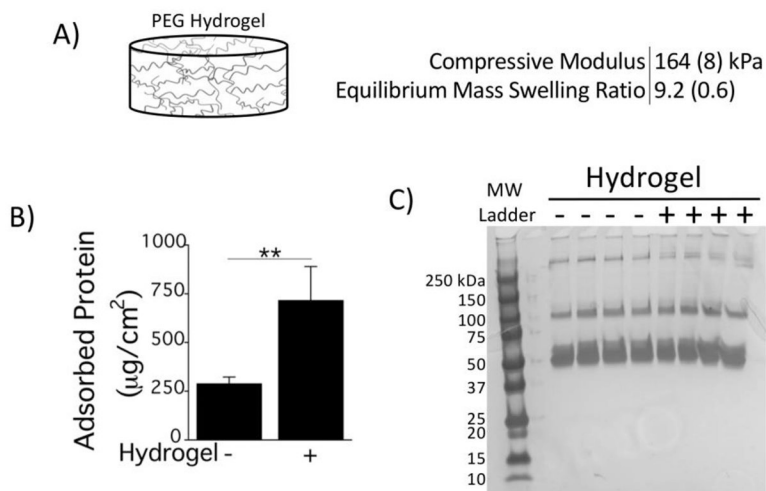 A)
PEG Hydrogel
Compressive Modulus 164 (8) kPa
Equilibrium Mass Swelling Ratio 9.2 (0.6)
B)
Adsorbed Protein
(µg/cm²)
1000
750
500
250
0
**
Hydrogel - +
C)
Hydrogel
MW
Ladder - - - - + + + +
250 kDa
150
100
75
50
37
25
20
15
10